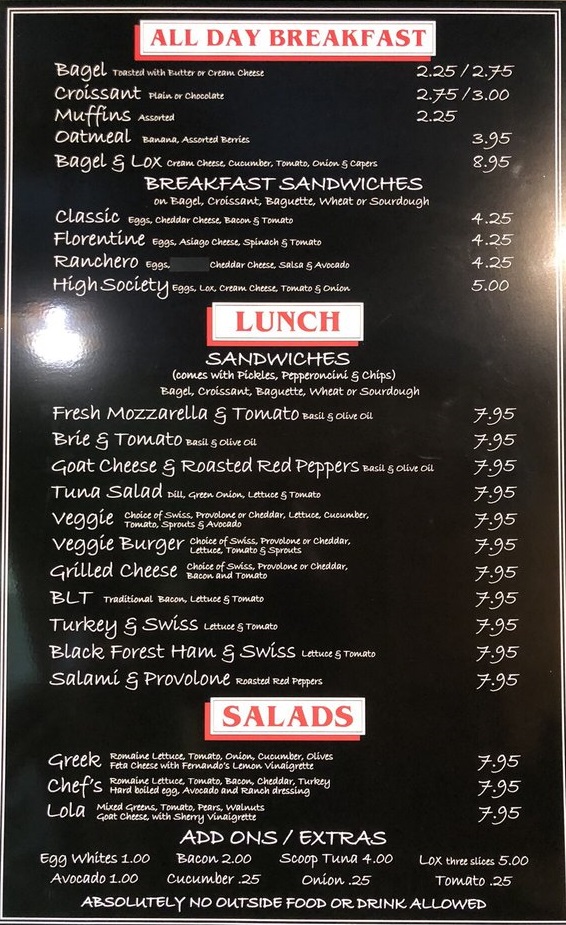 ALL DAY BREAKFAST
Bagel Toasted with Butter or Cream Cheese 2.25 / 2.75
Croissant Plain or Chocolate 2.75 / 3.00
Muffins Assorted 2.25
Oatmeal Banana, Assorted Berries 3.95
Bagel & Lox Cream Cheese, Cucumber, Tomato, Onion & Capers 8.95
BREAKFAST SANDWICHES
on Bagel, Croissant, Baguette, Wheat or Sourdough
Classic Eggs, Cheddar Cheese, Bacon & Tomato 4.25
Florentine Eggs, Asiago Cheese, Spinach & Tomato 4.25
Ranchero Eggs, Cheddar Cheese, Salsa & Avocado 4.25
High Society Eggs, Lox, Cream Cheese, Tomato & Onion 5.00
LUNCH
SANDWICHES
(comes with Pickles, Pepperoncini & Chips)
Bagel, Croissant, Baguette, Wheat or Sourdough
Fresh Mozzarella & Tomato Basil & Olive Oil 7.95
Brie & Tomato Basil & Olive Oil 7.95
Goat Cheese & Roasted Red Peppers Basil & Olive Oil 7.95
Tuna Salad Dill, Green Onion, Lettuce & Tomato 7.95
Veggie Choice of Swiss, Provolone or Cheddar, Lettuce, Cucumber, 7.95
Tomato, Sprouts & Avocado
Veggie Burger Choice of Swiss, Provolone or Cheddar, 7.95
Lettuce, Tomato & Sprouts
Grilled Cheese Choice of Swiss, Provolone or Cheddar, 7.95
Bacon and Tomato
BLT Traditional Bacon, Lettuce & Tomato 7.95
Turkey & Swiss Lettuce & Tomato 7.95
Black Forest Ham & Swiss Lettuce & Tomato 7.95
Salami & Provolone Roasted Red Peppers 7.95
SALADS
Greek Romaine Lettuce, Tomato, Onion, Cucumber, Olives 7.95
Feta Cheese with Fernando's Lemon Vinaigrette
Chef's Romaine Lettuce, Tomato, Bacon, Cheddar, Turkey 7.95
Hard boiled egg, Avocado and Ranch dressing
Lola Mixed Greens, Tomato, Pears, Walnuts 7.95
Goat Cheese, with Sherry Vinaigrette
ADD ONS / EXTRAS
Egg Whites 1.00 Bacon 2.00 Scoop Tuna 4.00 Lox three slices 5.00
Avocado 1.00 Cucumber .25 Onion .25 Tomato .25
ABSOLUTELY NO OUTSIDE FOOD OR DRINK ALLOWED